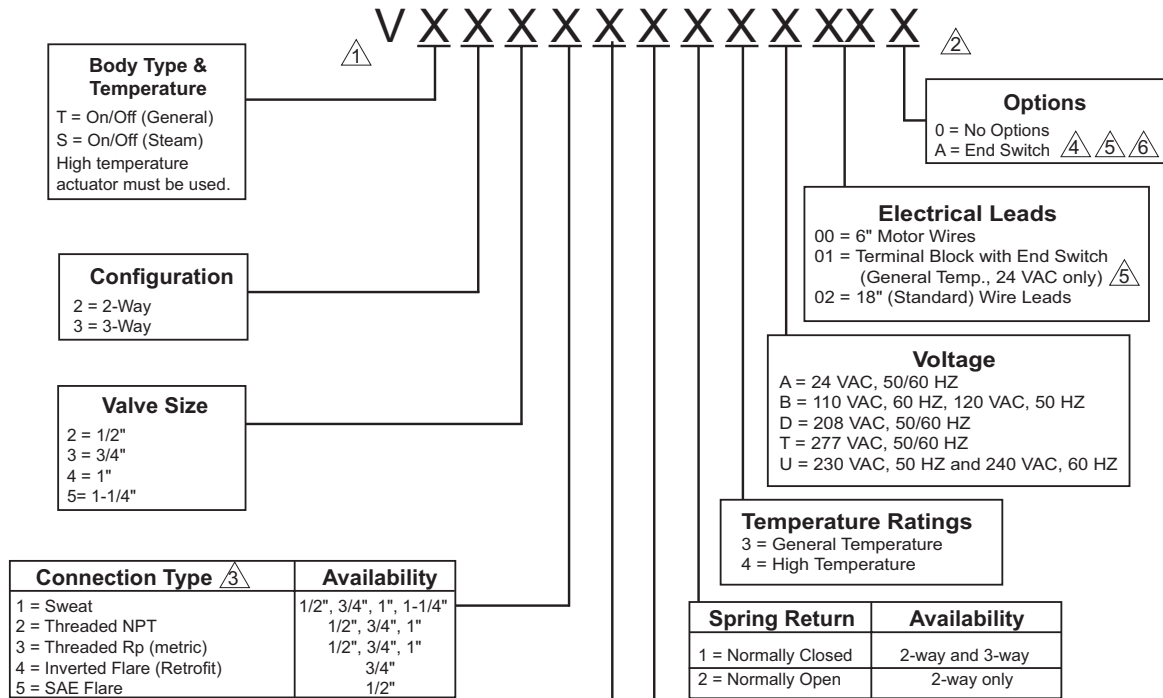 V X X X X X X X X X XX X
1
2
Body Type &
Temperature
T = On/Off (General)
S = On/Off (Steam)
High temperature
actuator must be used.
Options
0 = No Options
A = End Switch 4 5 6
Electrical Leads
00 = 6" Motor Wires
01 = Terminal Block with End Switch
(General Temp., 24 VAC only) 5
02 = 18" (Standard) Wire Leads
Configuration
2 = 2-Way
3 = 3-Way
Voltage
A = 24 VAC, 50/60 HZ
B = 110 VAC, 60 HZ, 120 VAC, 50 HZ
D = 208 VAC, 50/60 HZ
T = 277 VAC, 50/60 HZ
U = 230 VAC, 50 HZ and 240 VAC, 60 HZ
Valve Size
2 = 1/2"
3 = 3/4"
4 = 1"
5= 1-1/4"
Temperature Ratings
3 = General Temperature
4 = High Temperature
Connection Type 3 Availability
1 = Sweat 1/2", 3/4", 1", 1-1/4"
2 = Threaded NPT 1/2", 3/4", 1"
3 = Threaded Rp (metric) 1/2", 3/4", 1"
4 = Inverted Flare (Retrofit) 3/4"
5 = SAE Flare 1/2"
Spring Return Availability
1 = Normally Closed 2-way and 3-way
2 = Normally Open 2-way only